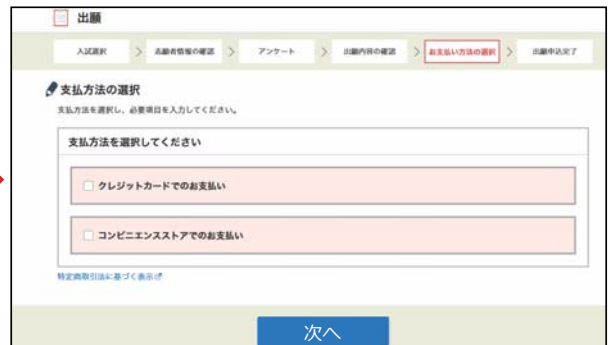 出願
入試選択 > 志願者情報の確認 > アンケート > 出願内容の確認 > お支払い方法の選択 > 出願申込完了
支払方法の選択
支払方法を選択し、必要項目を入力してください。
支払方法を選択してください
クレジットカードでのお支払い
コンビニエンスストアでのお支払い
特定商取引法に基づく表示
次へ